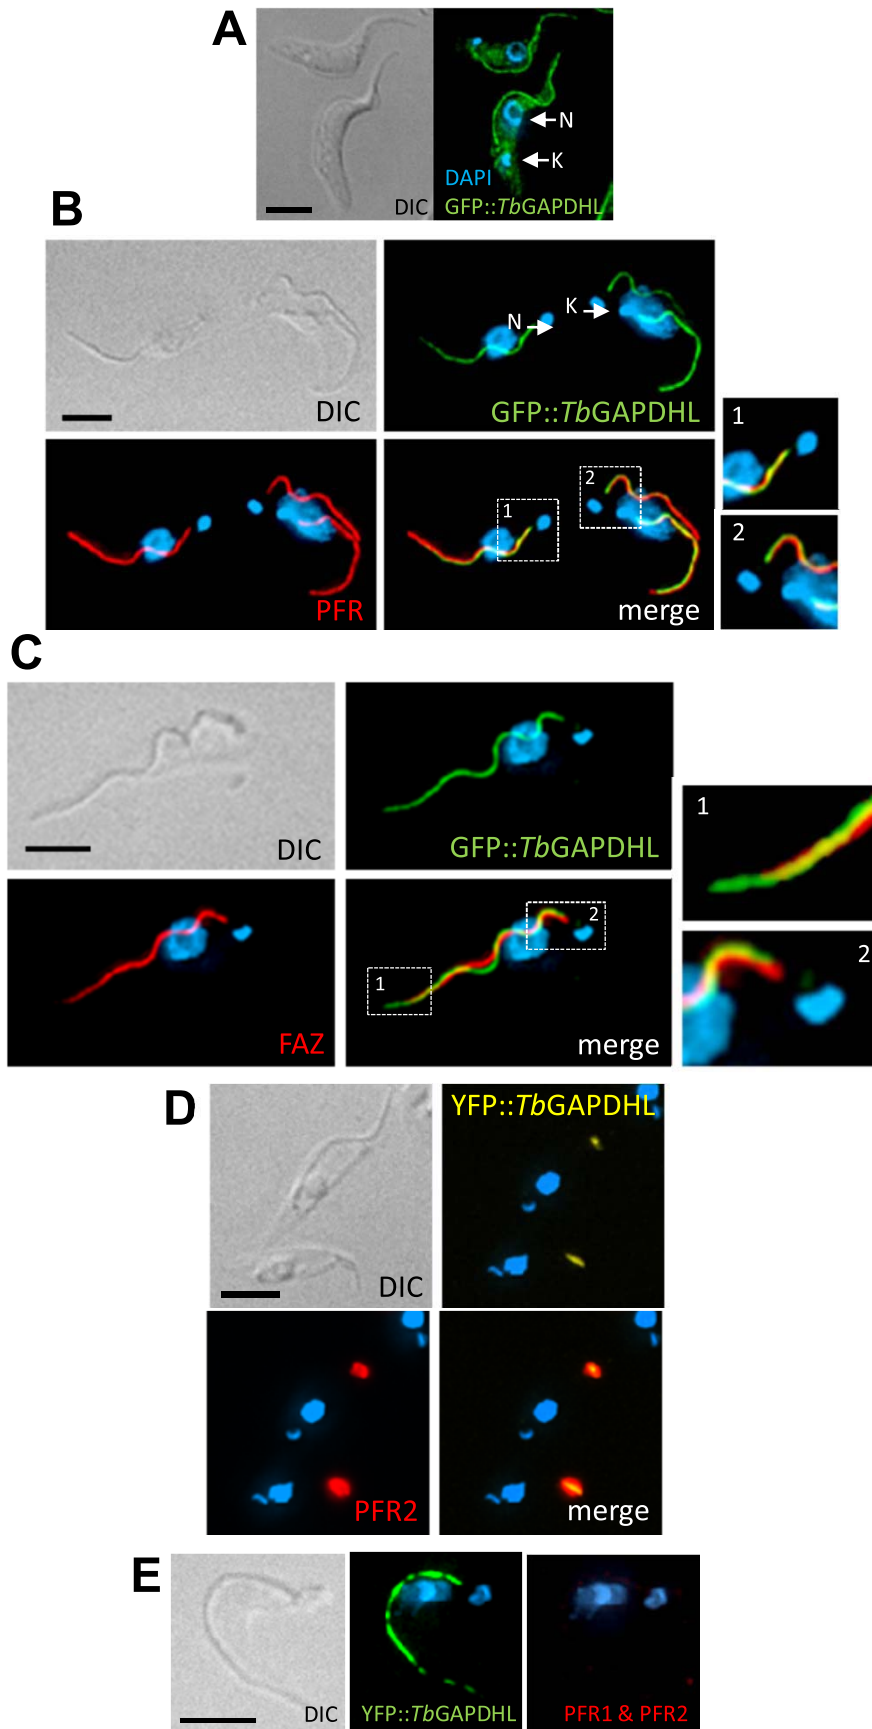 A
N
K
DAPI
DIC
GFP::TbGAPDHL
B
N
K
DIC
GFP::TbGAPDHL
1
2
1
2
PFR
merge
C
DIC
GFP::TbGAPDHL
1
2
1
2
FAZ
merge
D
YFP::TbGAPDHL
DIC
PFR2
merge
E
DIC
YFP::TbGAPDHL
PFR1 & PFR2